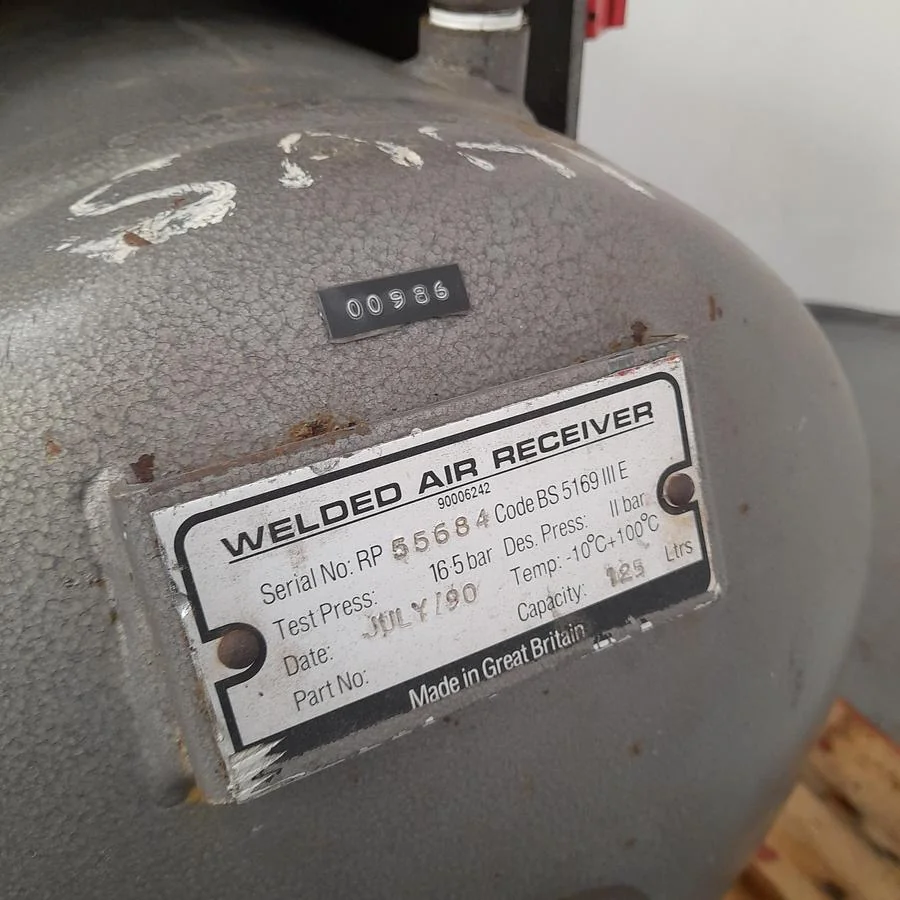 00986
WELDED AIR RECEIVER
90006242
Serial No: RP 55684 Code BS 5169 III E
Test Press: 16·5 bar Des. Press: 11 bar
Date: JULY/90 Temp: -10°C+100°C
Part No: Capacity: 125 Ltrs
Made in Great Britain